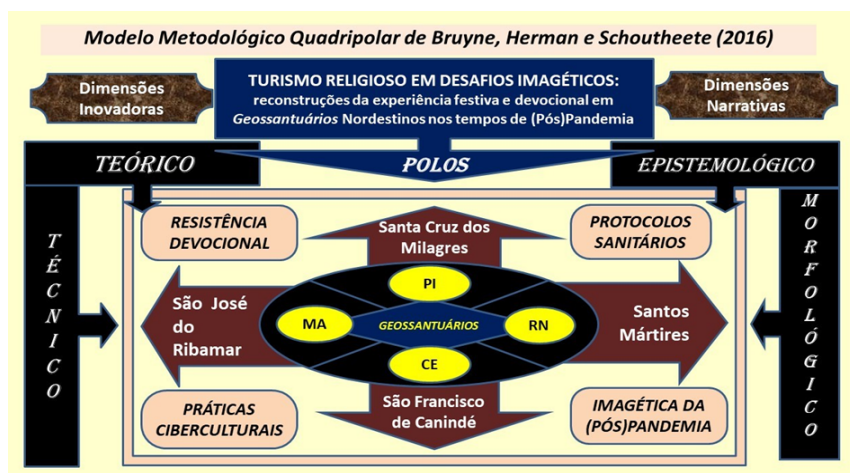 Modelo Metodológico Quadripolar de Bruyne, Herman e Schoutheete (2016)
Dimensões
Inovadoras
TURISMO RELIGIOSO EM DESAFIOS IMAGÉTICOS:
reconstruções da experiência festiva e devocional em
Geossantuários Nordestinos nos tempos de (Pós)Pandemia
Dimensões
Narrativas
TEÓRICO
POLOS
EPISTEMOLÓGICO
TÉCNICO
RESISTÊNCIA
DEVOCIONAL
Santa Cruz dos
Milagres
PROTOCOLOS
SANITÁRIOS
MORFOLÓGICO
São José
do
Ribamar
PI
MA
GEOSSANTUÁRIOS
RN
CE
Santos
Mártires
PRÁTICAS
CIBERCULTURAIS
São Francisco
de Canindé
IMAGÉTICA DA
(PÓS)PANDEMIA